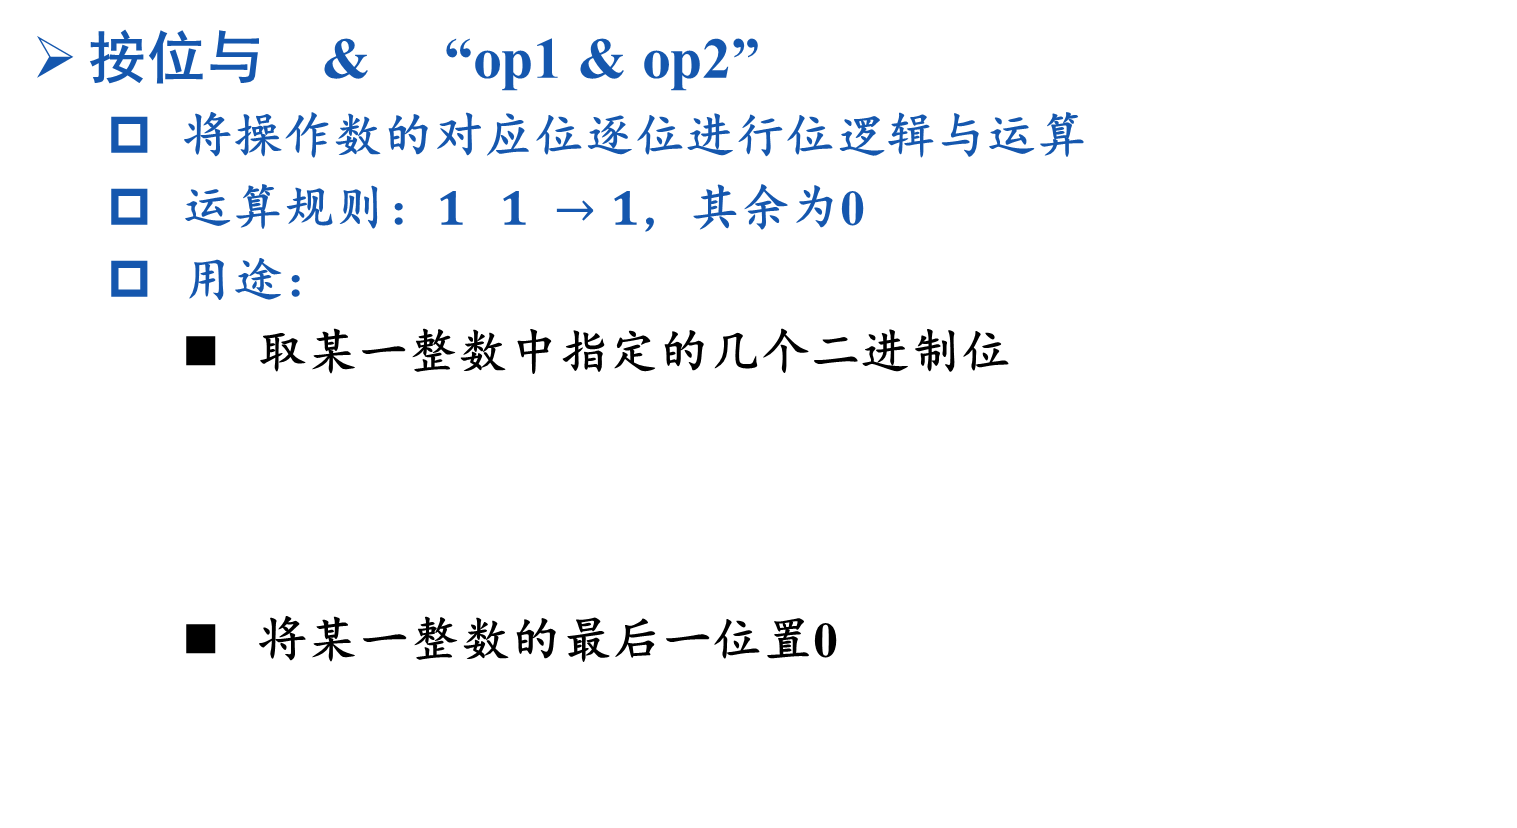 按位与 & “op1 & op2”
将操作数的对应位逐位进行位逻辑与运算
运算规则：1 1 →1，其余为0
用途：
取某一整数中指定的几个二进制位
将某一整数的最后一位置0